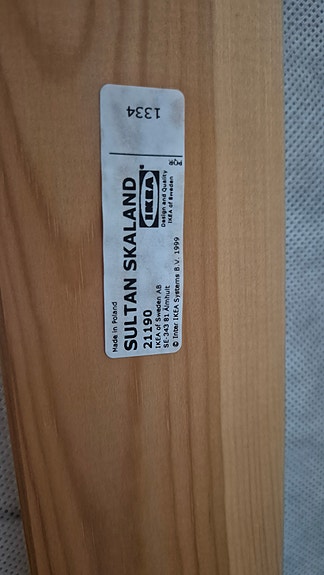 Made in Poland
SULTAN SKALAND
21190
IKEA of Sweden AB
SE-343 81 Älmhult
© Inter IKEA Systems B.V. 1999
IKEA®
Design and Quality
IKEA of Sweden
PQR
1334